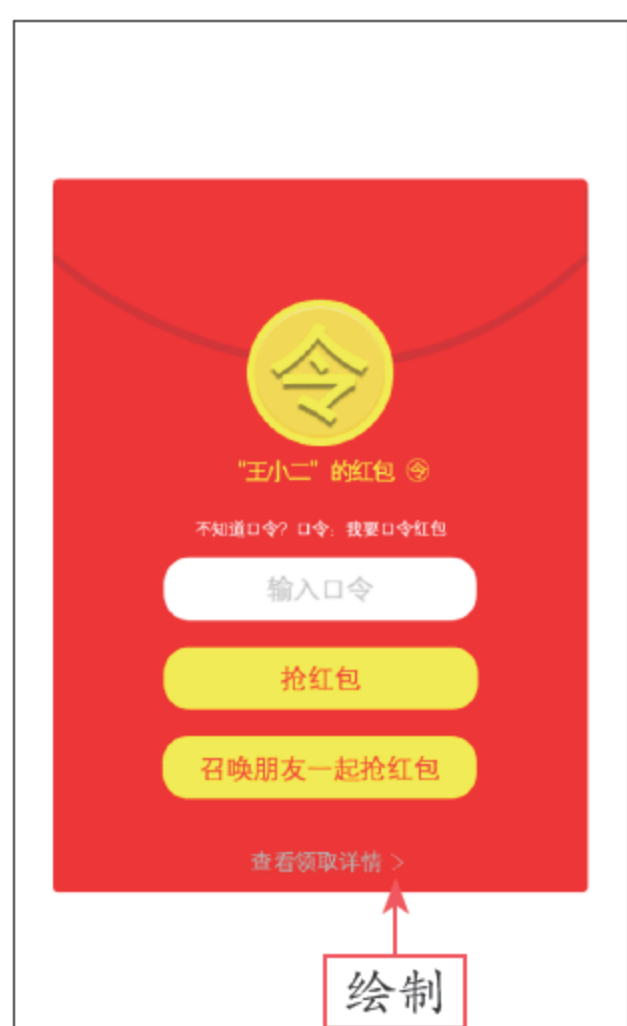 令
“王小二”的红包 ㊣
不知道口令？口令：我要口令红包
输入口令
抢红包
召唤朋友一起抢红包
查看领取详情 >
绘制